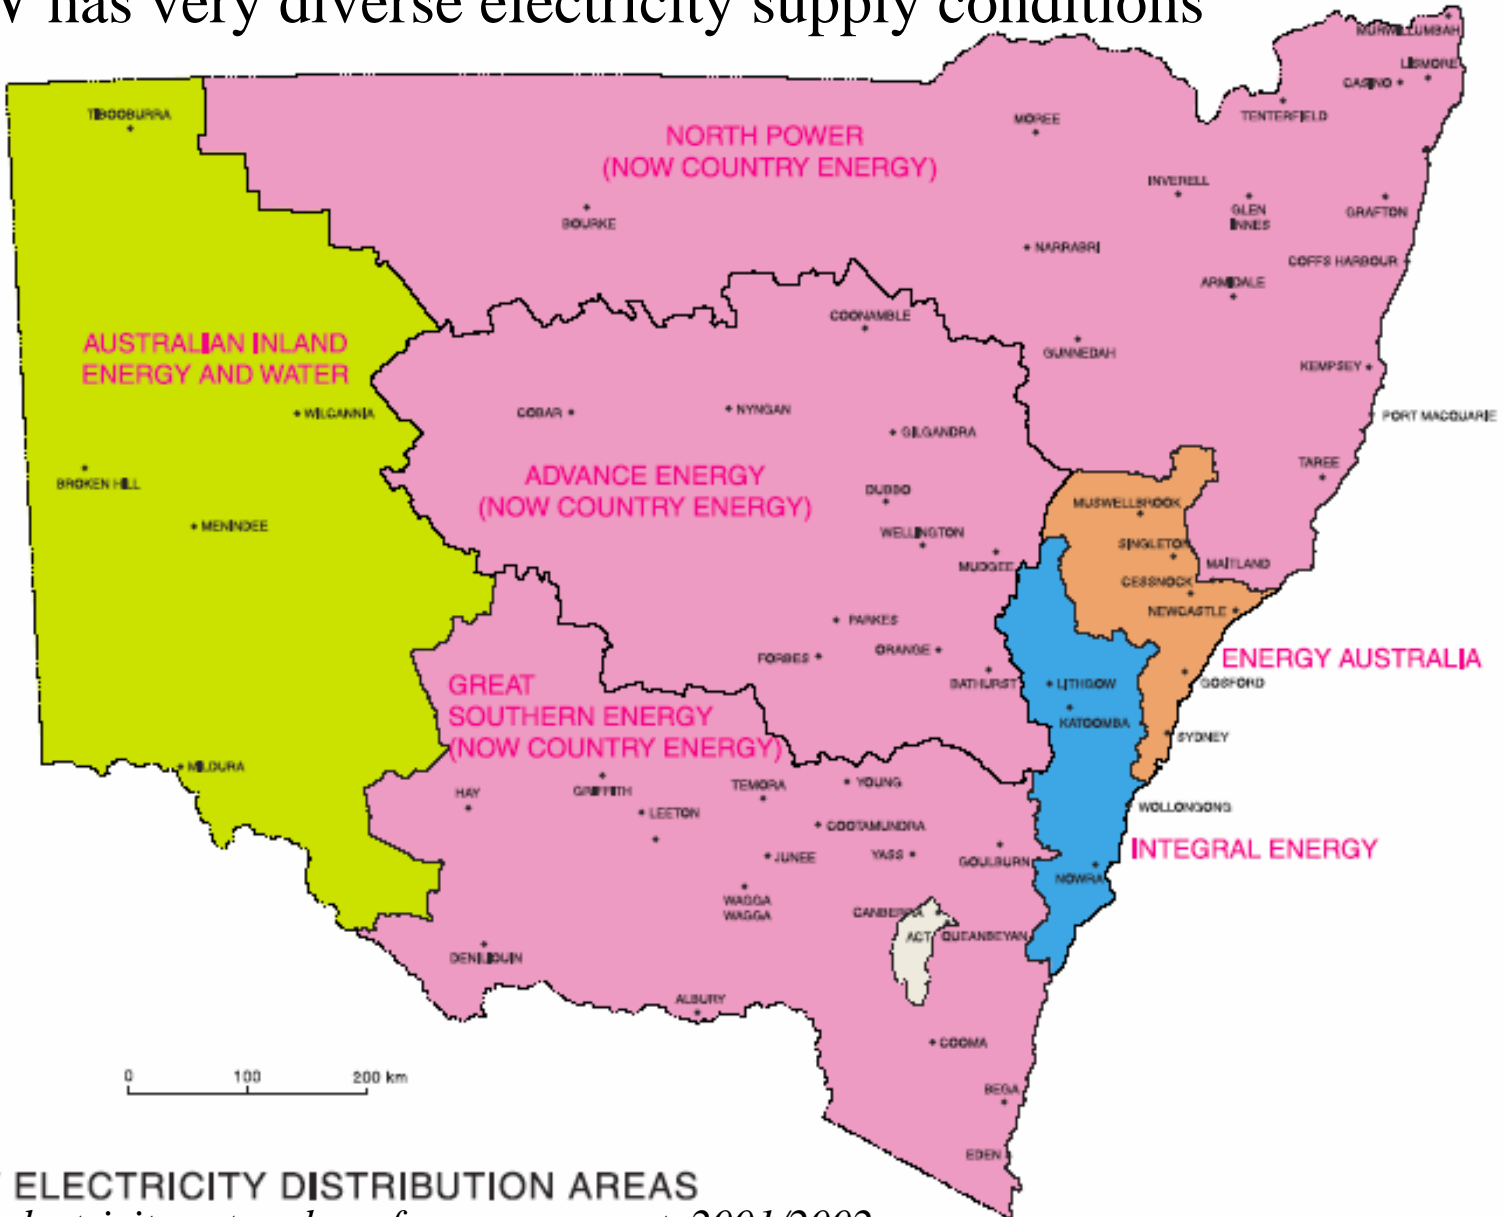 has very diverse electricity supply conditions
MURWILLUMBAH
LISMORE
CASINO
TENTERFIELD
TIBOOBURRA
MOREE
NORTH POWER
(NOW COUNTRY ENERGY)
INVERELL
GLEN
INNES
GRAFTON
BOURKE
NARRABRI
COFFS HARBOUR
ARMIDALE
COONAMBLE
GUNNEDAH
AUSTRALIAN INLAND
ENERGY AND WATER
KEMPSEY
WILCANNIA
COBAR
NYNGAN
PORT MACQUARIE
GILGANDRA
TAREE
BROKEN HILL
ADVANCE ENERGY
(NOW COUNTRY ENERGY)
DUBBO
MUSWELLBROOK
MENINDEE
WELLINGTON
SINGLETON
MUDGEE
MAITLAND
CESSNOCK
NEWCASTLE
PARKES
FORBES
ORANGE
ENERGY AUSTRALIA
BATHURST
LITHGOW
GOSFORD
GREAT
SOUTHERN ENERGY
(NOW COUNTRY ENERGY)
KATOOMBA
SYDNEY
MILDURA
HAY
GRIFFITH
TEMORA
YOUNG
LEETON
WOLLONGONG
COOTAMUNDRA
INTEGRAL ENERGY
JUNEE
YASS
GOULBURN
NOWRA
WAGGA
WAGGA
CANBERRA
ACT
QUEANBEYAN
DENILIQUIN
ALBURY
COOMA
0 100 200 km
BEGA
EDEN
ELECTRICITY DISTRIBUTION AREAS
2001/2002